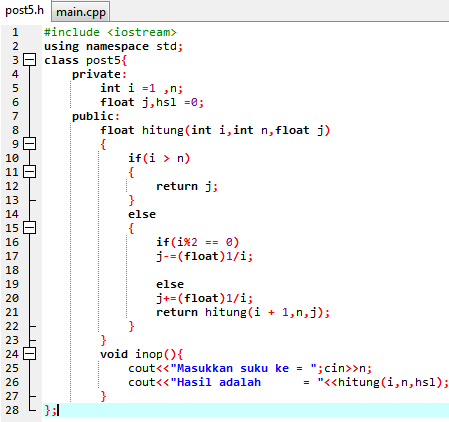 post5.h main.cpp
1 #include <iostream>
2 using namespace std;
3 class post5{
4 private:
5 int i =1 ,n;
6 float j,hsl =0;
7 public:
8 float hitung(int i,int n,float j)
9 {
10 if(i > n)
11 {
12 return j;
13 }
14 else
15 {
16 if(i%2 == 0)
17 j-=(float)1/i;
18
19 else
20 j+=(float)1/i;
21 return hitung(i + 1,n,j);
22 }
23 }
24 void inop(){
25 cout<<"Masukkan suku ke = ";cin>>n;
26 cout<<"Hasil adalah      = "<<hitung(i,n,hsl);
27 }
28 };